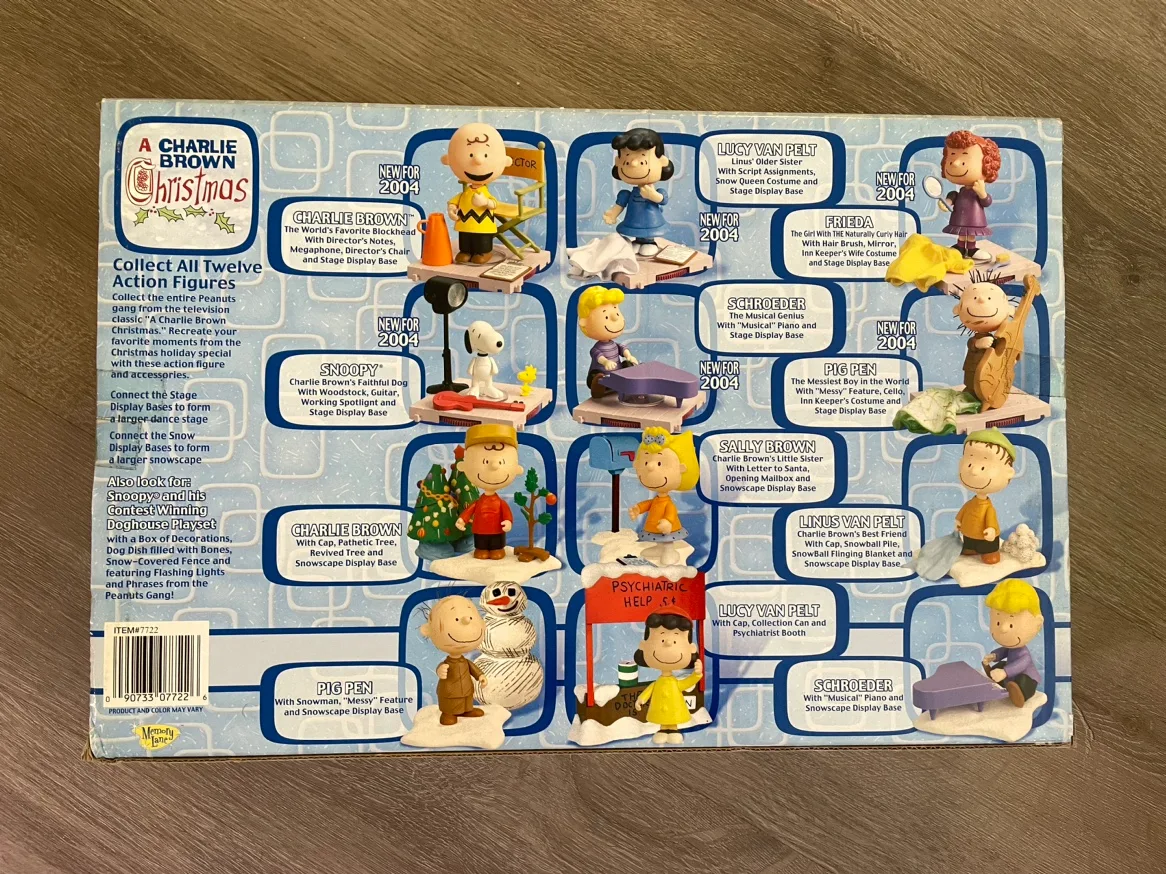 A CHARLIE
BROWN
Christmas
Collect All Twelve
Action Figures
Collect the entire Peanuts
gang from the television
classic "A Charlie Brown
Christmas." Recreate your
favorite moments from the
Christmas holiday special
with these action figure
and accessories.
Connect the Stage
Display Bases to form
a larger dance stage
Connect the Snow
Display Bases to form
a larger snowscape
Also look for:
Snoopy® and his
Contest Winning
Doghouse Playset
with a Box of Decorations,
Dog Dish filled with Bones,
Snow-Covered Fence and
featuring Flashing Lights
and Phrases from the
Peanuts Gang!
ITEM#7722
0 90733 07722 6
PRODUCT AND COLOR MAY VARY
Memory
Lane
NEW FOR
2004
CHARLIE BROWN™
The World's Favorite Blockhead
With Director's Notes,
Megaphone, Director's Chair
and Stage Display Base
CTOR
LUCY VAN PELT
Linus' Older Sister
With Script Assignments,
Snow Queen Costume and
Stage Display Base
NEW FOR
2004
NEW FOR
2004
FRIEDA
The Girl With THE Naturally Curly Hair
With Hair Brush, Mirror,
Inn Keeper's Wife Costume
and Stage Display Base
NEW FOR
2004
SNOOPY®
Charlie Brown's Faithful Dog
With Woodstock, Guitar,
Working Spotlight and
Stage Display Base
SCHROEDER
The Musical Genius
With "Musical" Piano and
Stage Display Base
NEW FOR
2004
NEW FOR
2004
PIG PEN
The Messiest Boy in the World
With "Messy" Feature, Cello,
Inn Keeper's Costume and
Stage Display Base
CHARLIE BROWN
With Cap, Pathetic Tree,
Revived Tree and
Snowscape Display Base
SALLY BROWN
Charlie Brown's Little Sister
With Letter to Santa,
Opening Mailbox and
Snowscape Display Base
LINUS VAN PELT
Charlie Brown's Best Friend
With Cap, Snowball Pile,
SnowBall Flinging Blanket and
Snowscape Display Base
PIG PEN
With Snowman, "Messy" Feature
and Snowscape Display Base
PSYCHIATRIC
HELP 5¢
THE
DOC
IS
N
LUCY VAN PELT
With Cap, Collection Can and
Psychiatrist Booth
SCHROEDER
With "Musical" Piano and
Snowscape Display Base